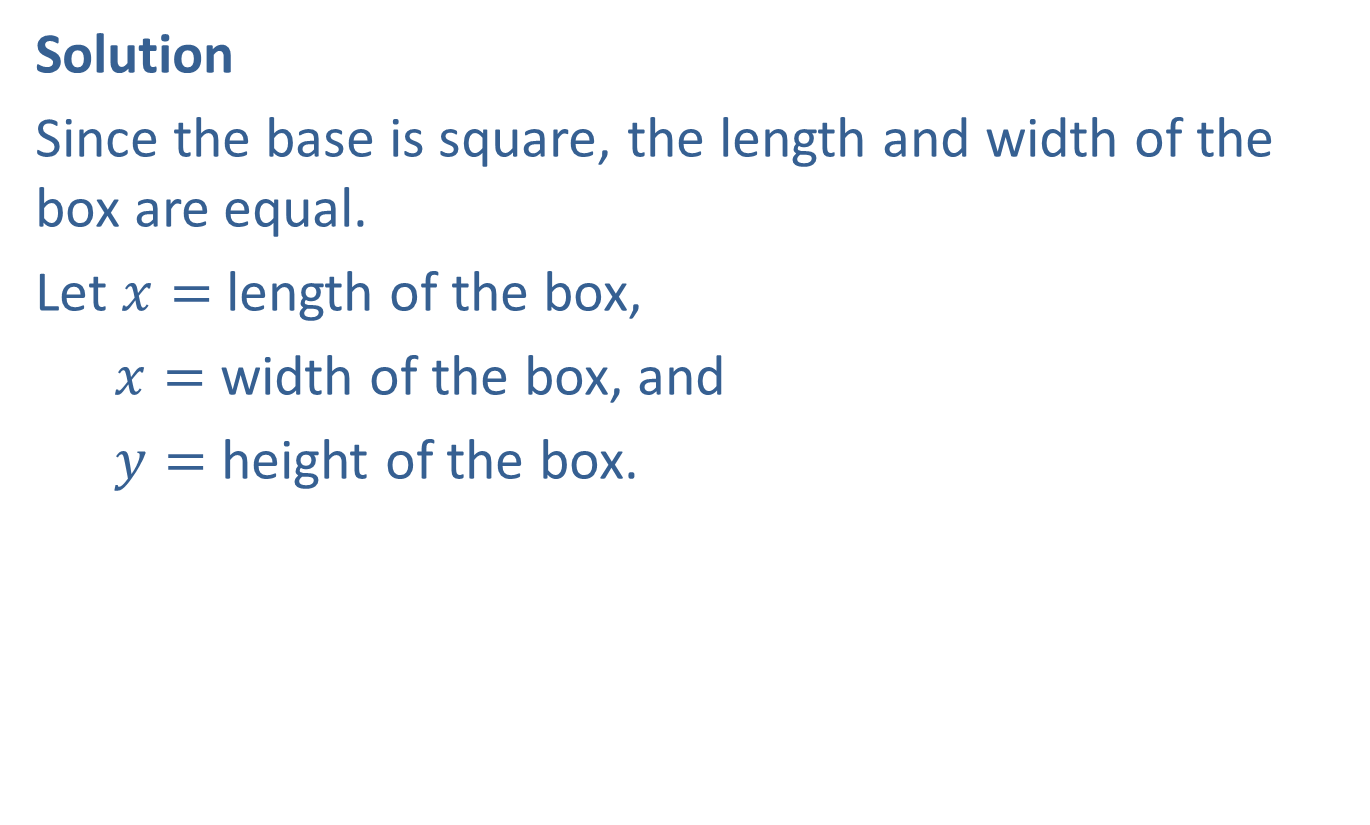 Solution
Since the base is square, the length and width of the
box are equal.
Let 𝑥 = length of the box,
𝑥 = width of the box, and
𝑦 = height of the box.